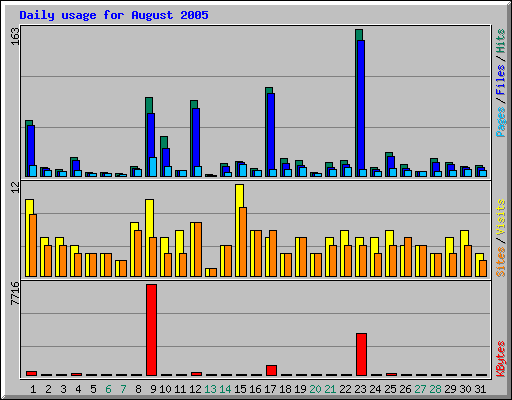 Daily usage for August 2005
163
Pages / Files / Hits
12
Sites / Visits
7716
KBytes
1 2 3 4 5 6 7 8 9 10 11 12 13 14 15 16 17 18 19 20 21 22 23 24 25 26 27 28 29 30 31